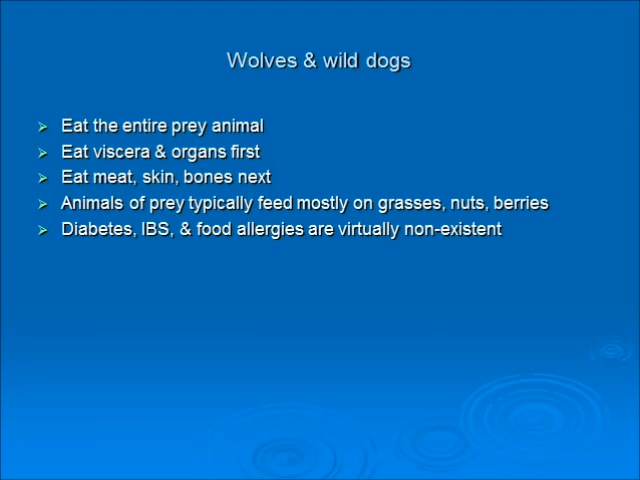 Wolves & wild dogs
Eat the entire prey animal
Eat viscera & organs first
Eat meat, skin, bones next
Animals of prey typically feed mostly on grasses, nuts, berries
Diabetes, IBS, & food allergies are virtually non-existent